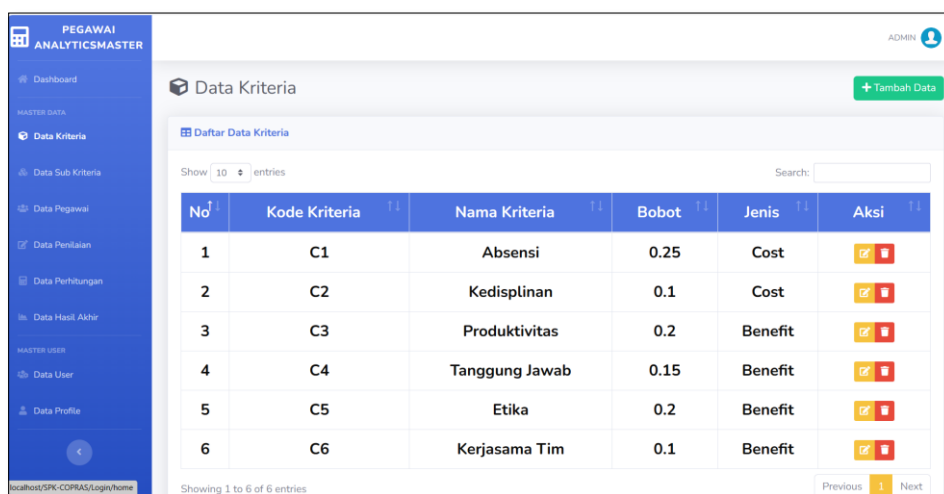 PEGAWAI
ANALYTICSMASTER
Dashboard
MASTER DATA
Data Kriteria
Data Sub Kriteria
Data Pegawai
Data Penilaian
Data Perhitungan
Data Hasil Akhir
MASTER USER
Data User
Data Profile
localhost/SPK-COPRAS/Login/home
ADMIN
Data Kriteria
+ Tambah Data
Daftar Data Kriteria
Show 10 entries
Search:
No Kode Kriteria Nama Kriteria Bobot Jenis Aksi
1 C1 Absensi 0.25 Cost
2 C2 Kedisplinan 0.1 Cost
3 C3 Produktivitas 0.2 Benefit
4 C4 Tanggung Jawab 0.15 Benefit
5 C5 Etika 0.2 Benefit
6 C6 Kerjasama Tim 0.1 Benefit
Showing 1 to 6 of 6 entries
Previous 1 Next